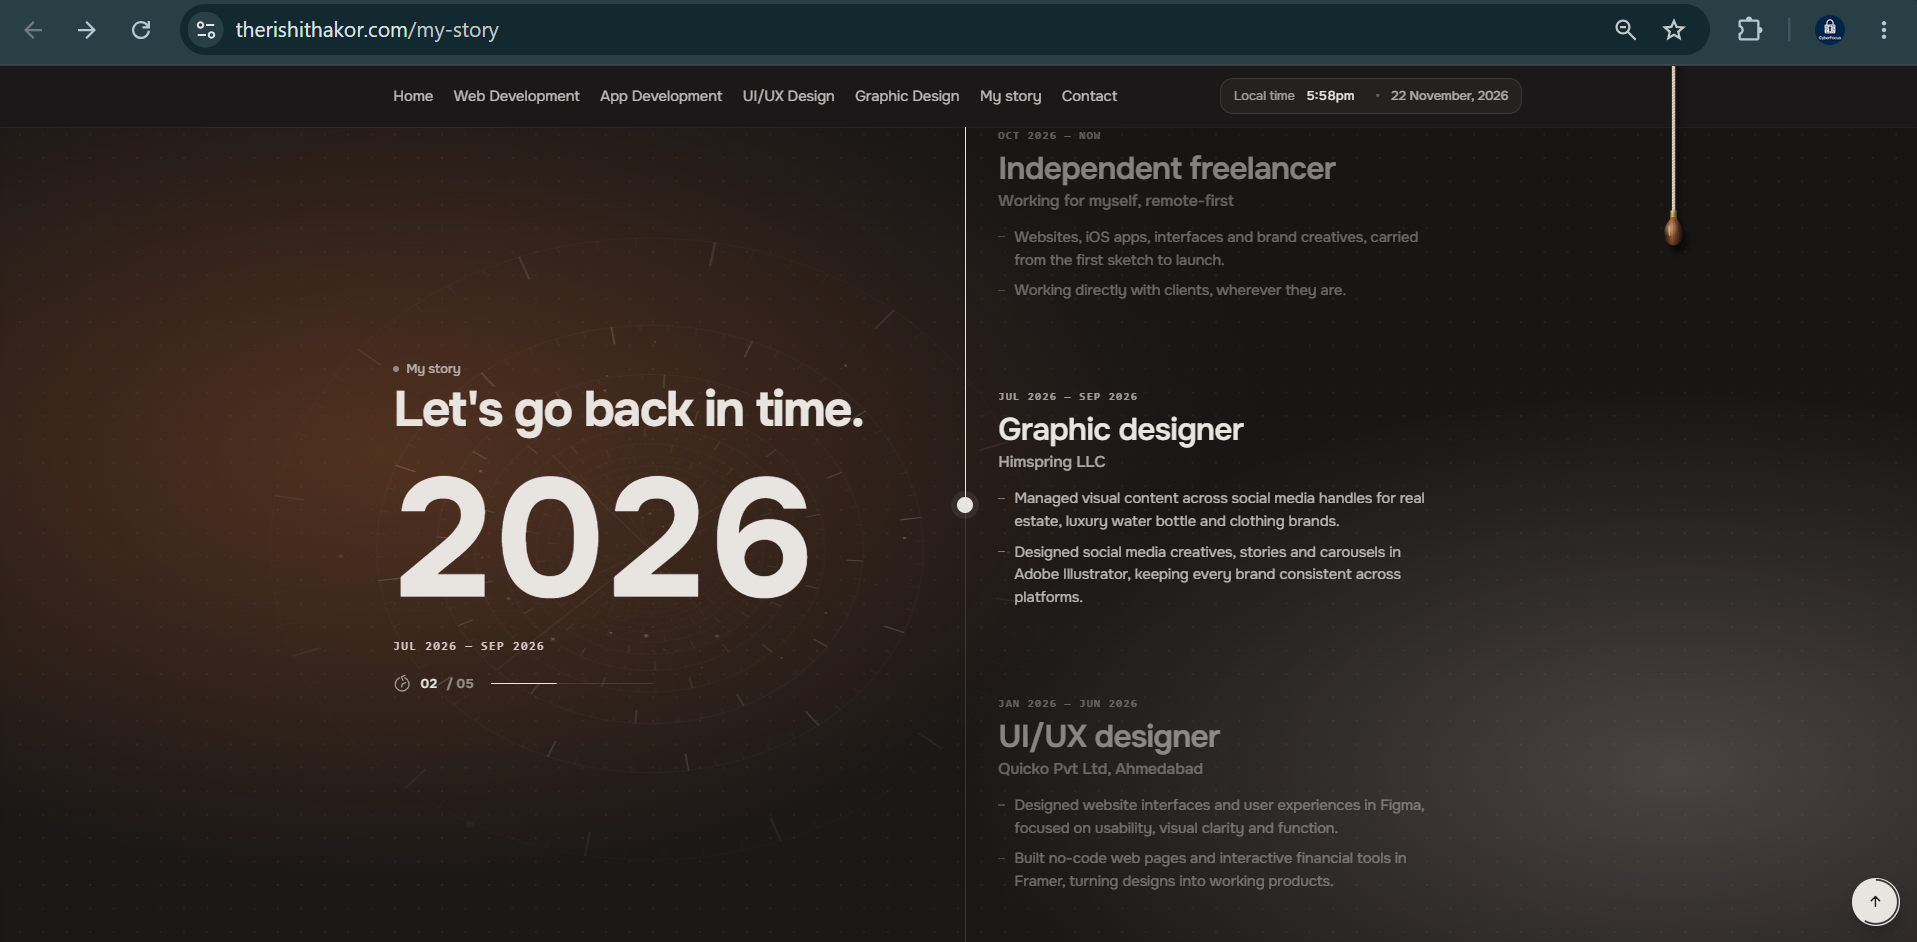 therishithakor.com/my-story
CyberFocus
Home Web Development App Development UI/UX Design Graphic Design My story Contact
Local time 5:58pm • 22 November, 2026
OCT 2026 — NOW
Independent freelancer
Working for myself, remote-first
– Websites, iOS apps, interfaces and brand creatives, carried
from the first sketch to launch.
– Working directly with clients, wherever they are.
My story
Let's go back in time.
2026
JUL 2026 — SEP 2026
02 / 05
JUL 2026 — SEP 2026
Graphic designer
Himspring LLC
– Managed visual content across social media handles for real
estate, luxury water bottle and clothing brands.
– Designed social media creatives, stories and carousels in
Adobe Illustrator, keeping every brand consistent across
platforms.
JAN 2026 — JUN 2026
UI/UX designer
Quicko Pvt Ltd, Ahmedabad
– Designed website interfaces and user experiences in Figma,
focused on usability, visual clarity and function.
– Built no-code web pages and interactive financial tools in
Framer, turning designs into working products.